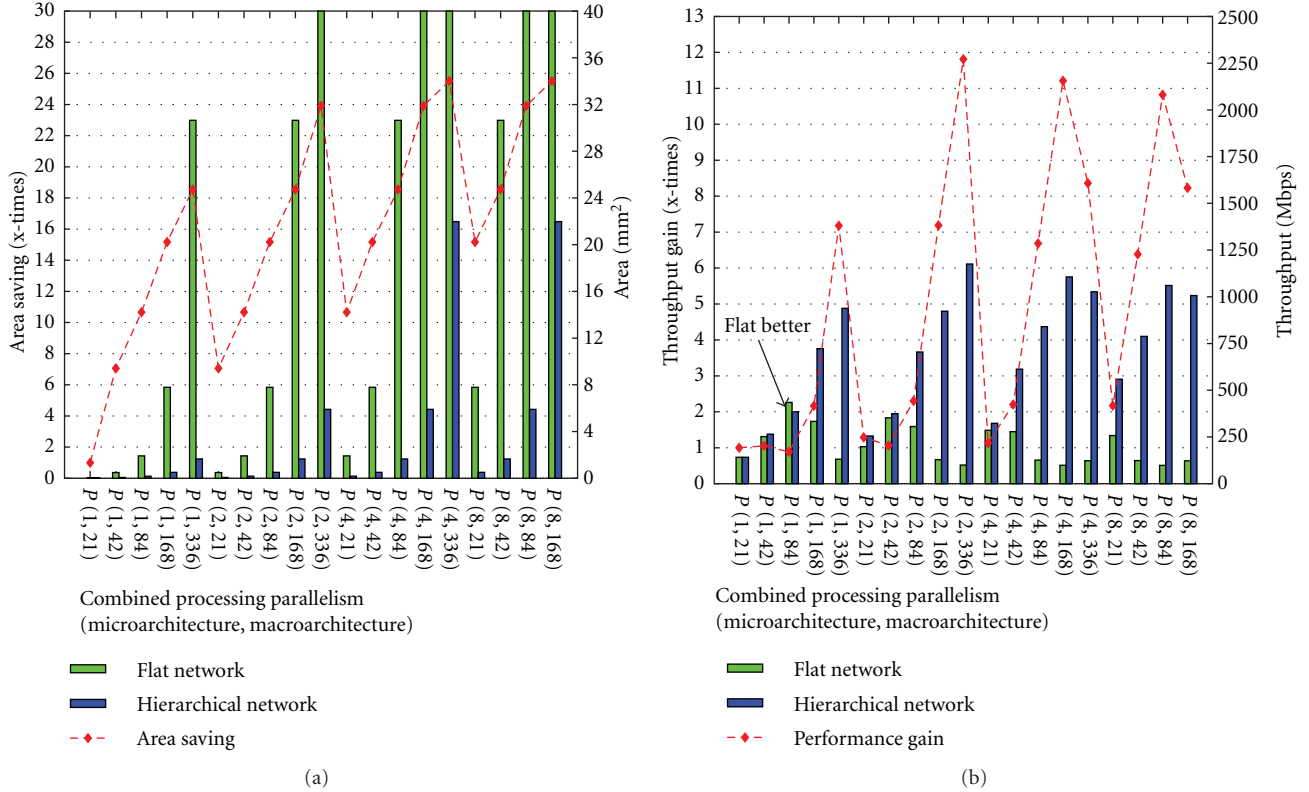 30
28
26
24
22
20
18
16
14
12
10
8
6
4
2
0
Area saving (x-times)
40
36
32
28
24
20
16
12
8
4
0
Area (mm²)
P (1, 21)
P (1, 42)
P (1, 84)
P (1, 168)
P (1, 336)
P (2, 21)
P (2, 42)
P (2, 84)
P (2, 168)
P (2, 336)
P (4, 21)
P (4, 42)
P (4, 84)
P (4, 168)
P (4, 336)
P (8, 21)
P (8, 42)
P (8, 84)
P (8, 168)
Combined processing parallelism
(microarchitecture, macroarchitecture)
Flat network
Hierarchical network
Area saving
(a)
13
12
11
10
9
8
7
6
5
4
3
2
1
0
Throughput gain (x-times)
Flat better
2500
2250
2000
1750
1500
1250
1000
750
500
250
0
Throughput (Mbps)
P (1, 21)
P (1, 42)
P (1, 84)
P (1, 168)
P (1, 336)
P (2, 21)
P (2, 42)
P (2, 84)
P (2, 168)
P (2, 336)
P (4, 21)
P (4, 42)
P (4, 84)
P (4, 168)
P (4, 336)
P (8, 21)
P (8, 42)
P (8, 84)
P (8, 168)
Combined processing parallelism
(microarchitecture, macroarchitecture)
Flat network
Hierarchical network
Performance gain
(b)